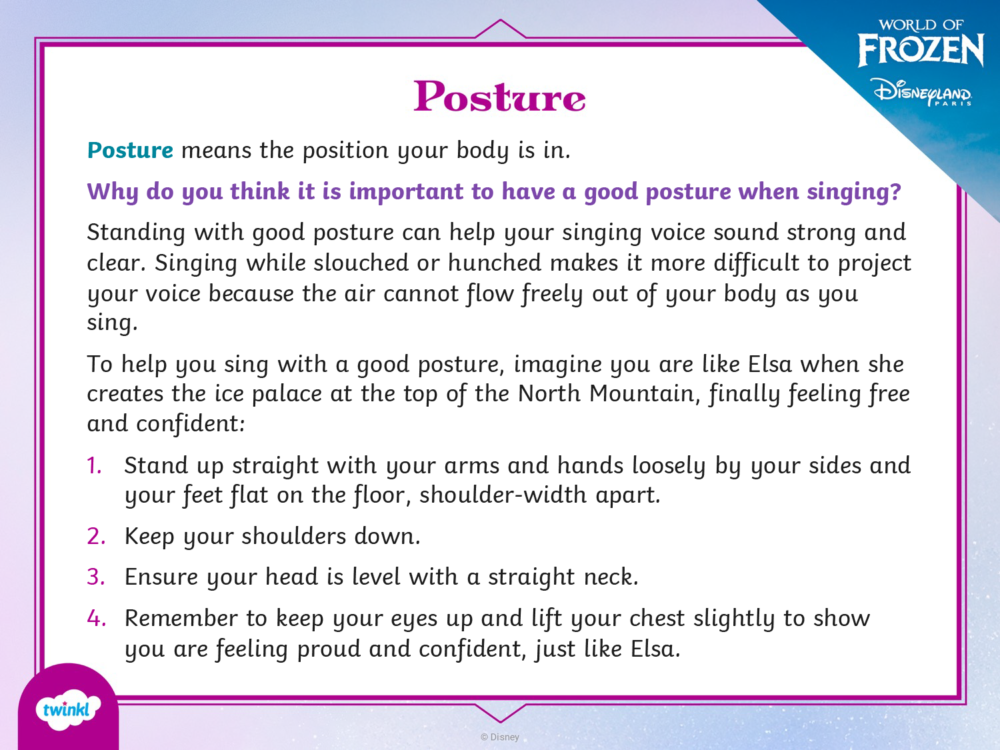 WORLD OF
FROZEN
Disneyland
PARIS
Posture
Posture means the position your body is in.
Why do you think it is important to have a good posture when singing?
Standing with good posture can help your singing voice sound strong and
clear. Singing while slouched or hunched makes it more difficult to project
your voice because the air cannot flow freely out of your body as you
sing.
To help you sing with a good posture, imagine you are like Elsa when she
creates the ice palace at the top of the North Mountain, finally feeling free
and confident:
1. Stand up straight with your arms and hands loosely by your sides and
your feet flat on the floor, shoulder-width apart.
2. Keep your shoulders down.
3. Ensure your head is level with a straight neck.
4. Remember to keep your eyes up and lift your chest slightly to show
you are feeling proud and confident, just like Elsa.
twinkl
© Disney